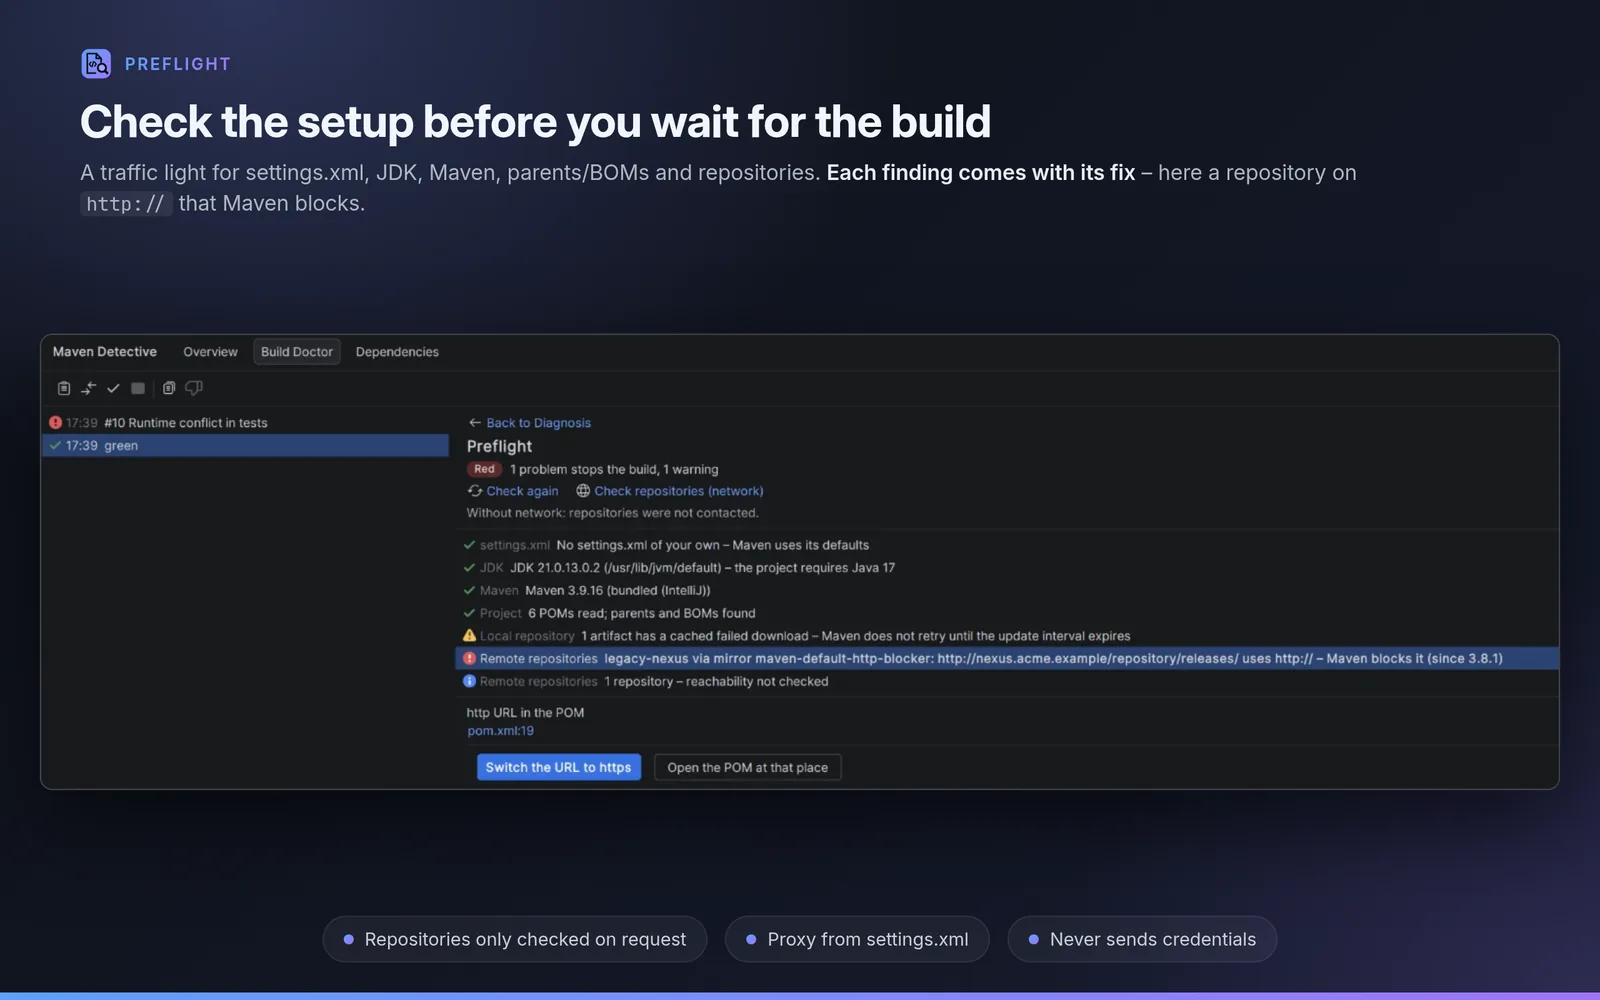 PREFLIGHT
Check the setup before you wait for the build
A traffic light for settings.xml, JDK, Maven, parents/BOMs and repositories. Each finding comes with its fix – here a repository on
http:// that Maven blocks.
Maven Detective Overview Build Doctor Dependencies
17:39 #10 Runtime conflict in tests
17:39 green
← Back to Diagnosis
Preflight
Red 1 problem stops the build, 1 warning
Check again Check repositories (network)
Without network: repositories were not contacted.
settings.xml No settings.xml of your own – Maven uses its defaults
JDK JDK 21.0.13.0.2 (/usr/lib/jvm/default) – the project requires Java 17
Maven Maven 3.9.16 (bundled (IntelliJ))
Project 6 POMs read; parents and BOMs found
Local repository 1 artifact has a cached failed download – Maven does not retry until the update interval expires
Remote repositories legacy-nexus via mirror maven-default-http-blocker: http://nexus.acme.example/repository/releases/ uses http:// – Maven blocks it (since 3.8.1)
Remote repositories 1 repository – reachability not checked
http URL in the POM
pom.xml:19
Switch the URL to https Open the POM at that place
Repositories only checked on request Proxy from settings.xml Never sends credentials